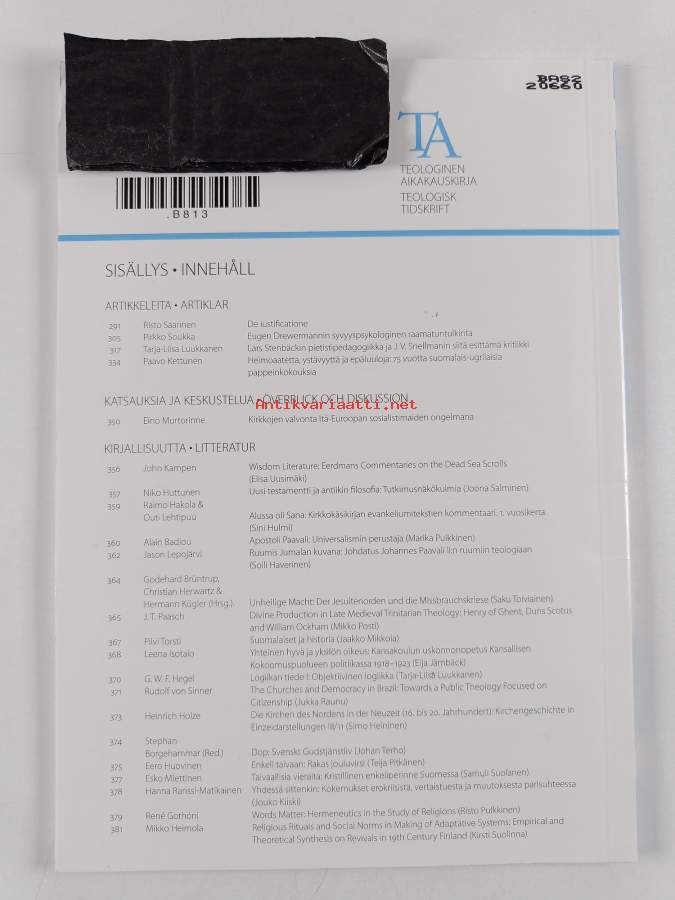 BAS2
20660
TA
TEOLOGINEN
AIKAKAUSKIRJA
TEOLOGISK
TIDSKRIFT
.B813
SISÄLLYS • INNEHÅLL
ARTIKKELEITA • ARTIKLAR
291 Risto Saarinen De iustificatione
305 Pirkko Soukka Eugen Drewermannin syvyyspsykologinen raamatuntulkinta
317 Tarja-Liisa Luukkanen Lars Stenbäckin pietistipedagogiikka ja J. V. Snellmanin siitä esittämä kritiikki
334 Paavo Kettunen Heimoaatetta, ystävyyttä ja epäluuloja: 75 vuotta suomalais-ugrilaisia
pappeinkokouksia
KATSAUKSIA JA KESKUSTELUA • ÖVERBLICK OCH DISKUSSION
Antikvariaatti.net
350 Eino Murtorinne Kirkkojen valvonta Itä-Euroopan sosialistimaiden ongelmana
KIRJALLISUUTTA • LITTERATUR
356 John Kampen Wisdom Literature: Eerdmans Commentaries on the Dead Sea Scrolls
(Elisa Uusimäki)
357 Niko Huttunen Uusi testamentti ja antiikin filosofia: Tutkimusnäkökulmia (Joona Salminen)
359 Raimo Hakola &
Outi Lehtipuu Alussa oli Sana: Kirkkokäsikirjan evankeliumitekstien kommentaari. 1. vuosikerta
(Sini Hulmi)
360 Alain Badiou Apostoli Paavali: Universalismin perustaja (Marika Pulkkinen)
362 Jason Lepojärvi Ruumis Jumalan kuvana: Johdatus Johannes Paavali II:n ruumiin teologiaan
(Soili Haverinen)
364 Godehard Brüntrup,
Christian Herwartz &
Hermann Kügler (Hrsg.) Unheilige Macht: Der Jesuitenorden und die Missbrauchskriese (Saku Toiviainen)
365 J.T. Paasch Divine Production in Late Medieval Trinitarian Theology: Henry of Ghent, Duns Scotus
and William Ockham (Mikko Posti)
367 Pilvi Torsti Suomalaiset ja historia (Jaakko Mikkola)
368 Leena Isotalo Yhteinen hyvä ja yksilön oikeus: Kansakoulun uskonnonopetus Kansallisen
Kokoomuspuolueen politiikassa 1918–1923 (Eija Jämbäck)
370 G. W. F. Hegel Logiikan tiede I: Objektiivinen logiikka (Tarja-Liisa Luukkanen)
371 Rudolf von Sinner The Churches and Democracy in Brazil: Towards a Public Theology Focused on
Citizenship (Jukka Raunu)
373 Heinrich Holze Die Kirchen des Nordens in der Neuzeit (16. bis 20. Jahrhundert): Kirchengeschichte in
Einzeldarstellungen III/11 (Simo Heininen)
374 Stephan
Borgehammar (Red.) Dop: Svenskt Gudstjänstliv (Johan Terho)
375 Eero Huovinen Enkeli taivaan: Rakas jouluvirsi (Teija Pitkänen)
377 Esko Miettinen Taivaallisia vieraita: Kristillinen enkeliperinne Suomessa (Samuli Suolanen)
378 Hanna Ranssi-Matikainen Yhdessä sittenkin: Kokemukset erokriisistä, vertaistuesta ja muutoksesta parisuhteessa
(Jouko Kiiski)
379 René Gothóni Words Matter: Hermeneutics in the Study of Religions (Risto Pulkkinen)
381 Mikko Heimola Religious Rituals and Social Norms in Making of Adaptative Systems: Empirical and
Theoretical Synthesis on Revivals in 19th Century Finland (Kirsti Suolinna)